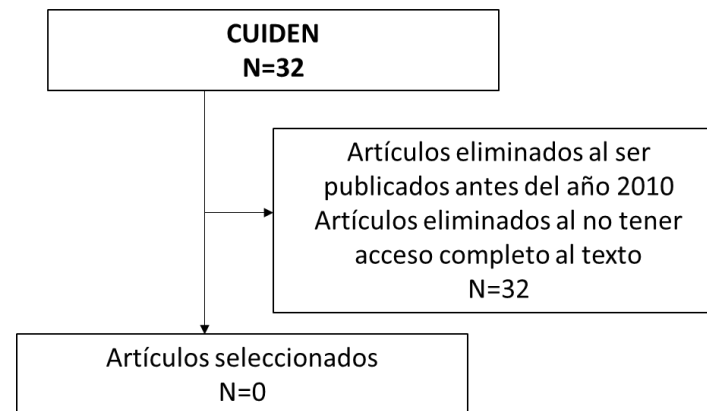 CUIDEN
N=32
Artículos eliminados al ser
publicados antes del año 2010
Artículos eliminados al no tener
acceso completo al texto
N=32
Artículos seleccionados
N=0